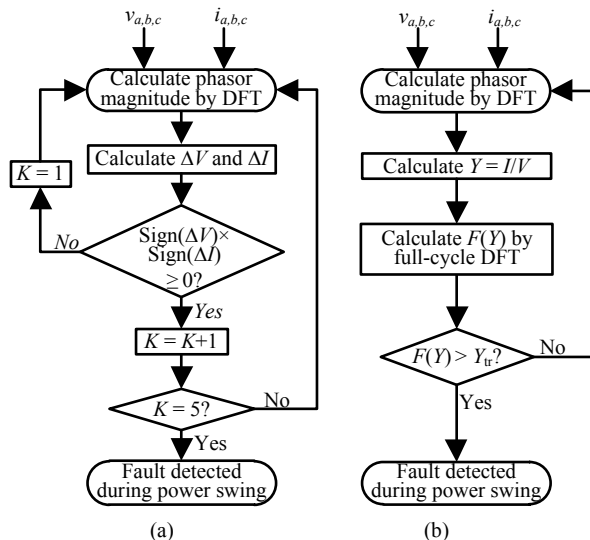 v_{a,b,c}
i_{a,b,c}
Calculate phasor
magnitude by DFT
Calculate ΔV and ΔI
K = 1
No
Sign(ΔV)×
Sign(ΔI)
≥ 0?
Yes
K = K+1
K = 5?
No
Yes
Fault detected
during power swing
(a)
v_{a,b,c}
i_{a,b,c}
Calculate phasor
magnitude by DFT
Calculate Y = I/V
Calculate F(Y) by
full-cycle DFT
F(Y) > Y_{tr}?
No
Yes
Fault detected
during power swing
(b)